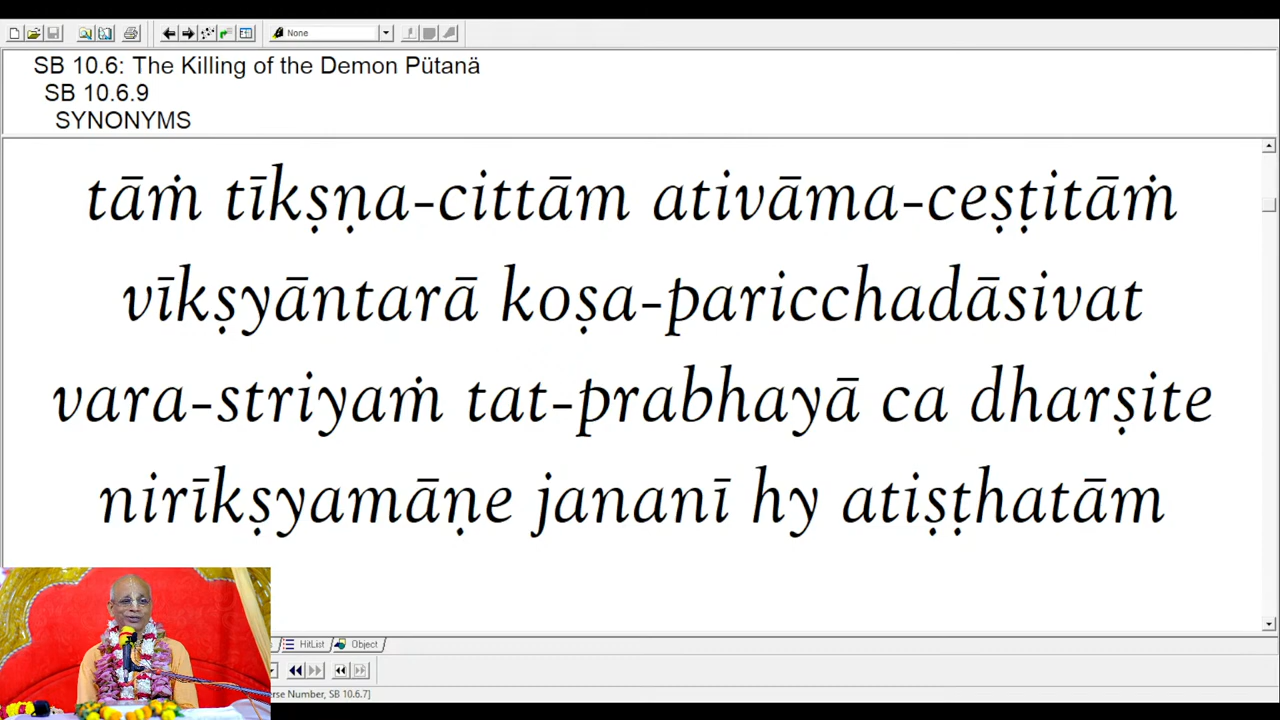 None
SB 10.6: The Killing of the Demon Pütanä
SB 10.6.9
SYNONYMS
tāṁ tīkṣṇa-cittām ativāma-ceṣṭitāṁ
vīkṣyāntarā koṣa-paricchadāsivat
vara-striyaṁ tat-prabhayā ca dharṣite
nirīkṣyamāṇe jananī hy atiṣṭhatām
HitList Object
erse Number, SB 10.6.7]